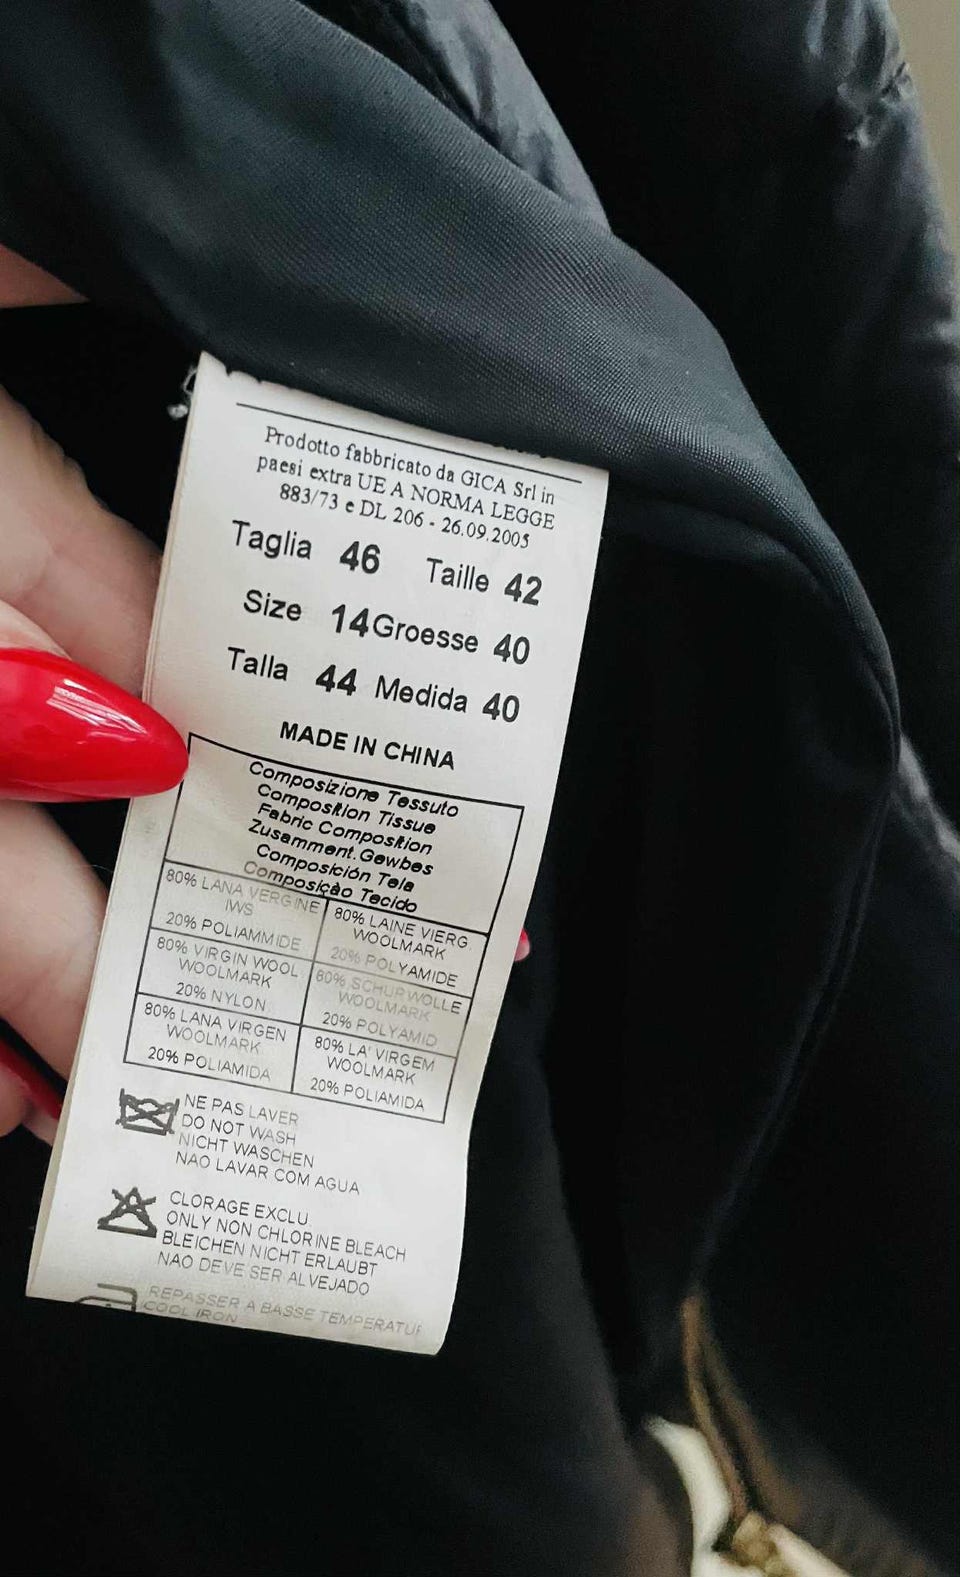 Prodotto fabbricato da GICA Srl in
paesi extra UE A NORMA LEGGE
883/73 e DL 206 - 26.09.2005
Taglia 46 Taille 42
Size 14 Groesse 40
Talla 44 Medida 40
MADE IN CHINA
Composizione Tessuto
Composition Tissue
Fabric Composition
Zusamment.Gewbes
Composición Tela
Composição Tecido
80% LANA VERGINE
IWS
20% POLIAMMIDE
80% LAINE VIERG
WOOLMARK
20% POLYAMIDE
80% VIRGIN WOOL
WOOLMARK
20% NYLON
80% SCHURWOLLE
WOOLMARK
20% POLYAMID
80% LANA VIRGEN
WOOLMARK
20% POLIAMIDA
80% LA' VIRGEM
WOOLMARK
20% POLIAMIDA
NE PAS LAVER
DO NOT WASH
NICHT WASCHEN
NAO LAVAR COM AGUA
CLORAGE EXCLU.
ONLY NON CHLORINE BLEACH
BLEICHEN NICHT ERLAUBT
NAO DEVE SER ALVEJADO
REPASSER A BASSE TEMPERATUR
COOL IRON